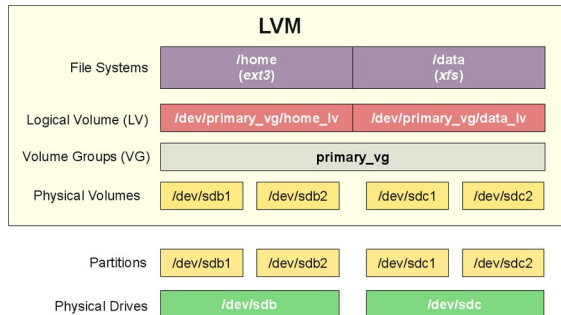 LVM
File Systems
/home
(ext3)
/data
(xfs)
Logical Volume (LV)
/dev/primary_vg/home_lv
/dev/primary_vg/data_lv
Volume Groups (VG)
primary_vg
Physical Volumes
/dev/sdb1
/dev/sdb2
/dev/sdc1
/dev/sdc2
Partitions
/dev/sdb1
/dev/sdb2
/dev/sdc1
/dev/sdc2
Physical Drives
/dev/sdb
/dev/sdc